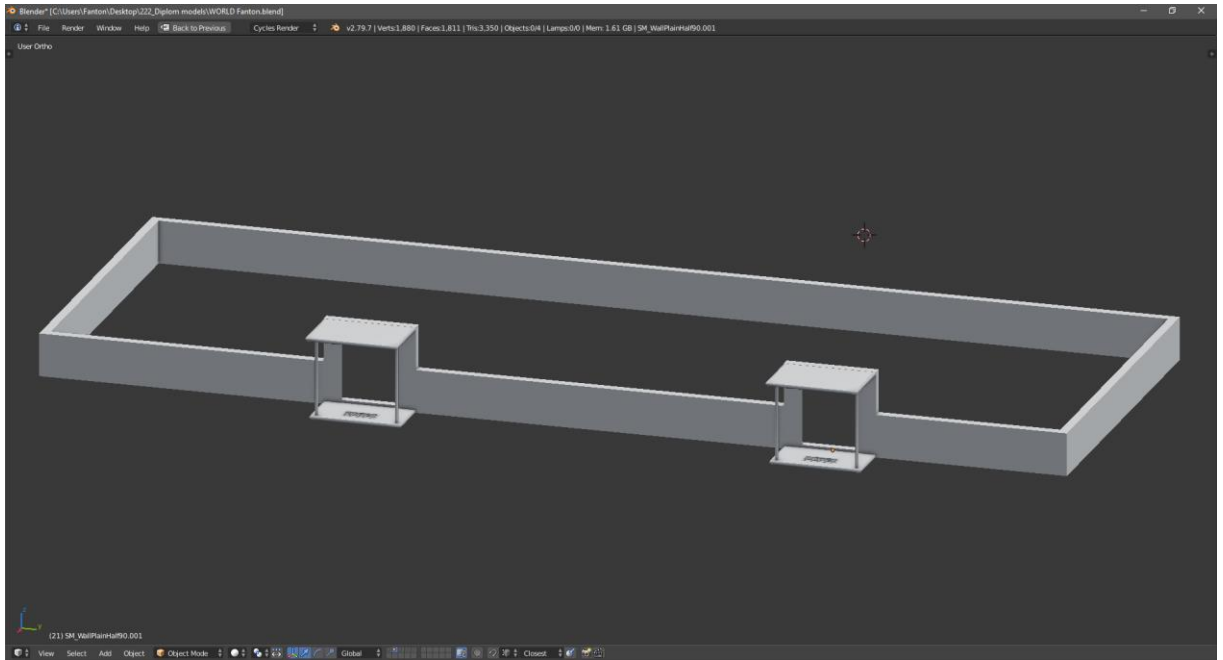 Blender* [C:\Users\Fanton\Desktop\222_Diplom models\WORLD Fanton.blend]
File Render Window Help Back to Previous Cycles Render v2.79.7 | Verts:1,880 | Faces:1,811 | Tris:3,350 | Objects:0/4 | Lamps:0/0 | Mem: 1.61 GB | SM_WallPlainHalf90.001
User Ortho
z
y
(21) SM_WallPlainHalf90.001
View Select Add Object Object Mode Global Closest